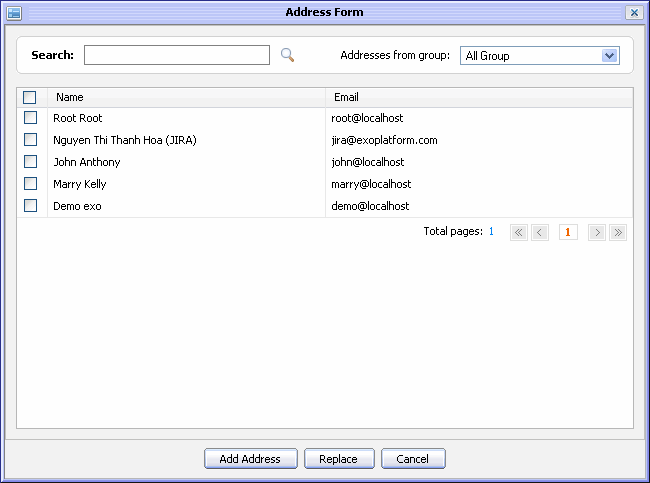 Address Form
Search:
Addresses from group: All Group
Name Email
Root Root root@localhost
Nguyen Thi Thanh Hoa (JIRA) jira@exoplatform.com
John Anthony john@localhost
Marry Kelly marry@localhost
Demo exo demo@localhost
Total pages: 1 1
Add Address Replace Cancel